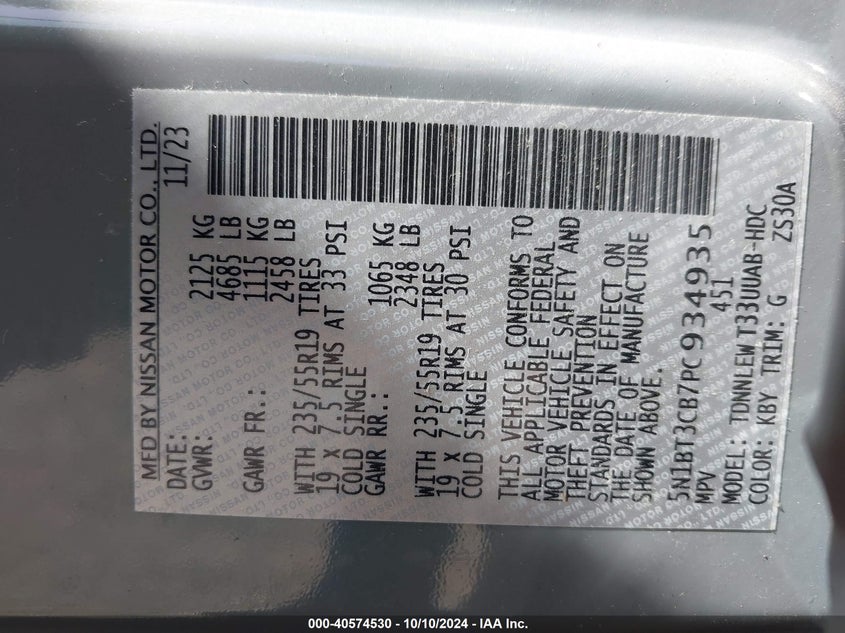 MFD BY NISSAN MOTOR CO., LTD.
DATE: 11/23
GVWR: 2125 KG
4685 LB
GAWR FR.: 1115 KG
2458 LB
WITH 235/55R19 TIRES
19 X 7.5 RIMS AT 33 PSI
COLD SINGLE
GAWR RR.: 1065 KG
2348 LB
WITH 235/55R19 TIRES
19 X 7.5 RIMS AT 30 PSI
COLD SINGLE
THIS VEHICLE CONFORMS TO
ALL APPLICABLE FEDERAL
MOTOR VEHICLE SAFETY AND
THEFT PREVENTION
STANDARDS IN EFFECT ON
THE DATE OF MANUFACTURE
SHOWN ABOVE.
5N1BT3CB7PC934935
MPV 451
MODEL: TDNNLEW T33UUAB-HDC
COLOR: KBY TRIM: G ZS30A
000-40574530 - 10/10/2024 - IAA Inc.